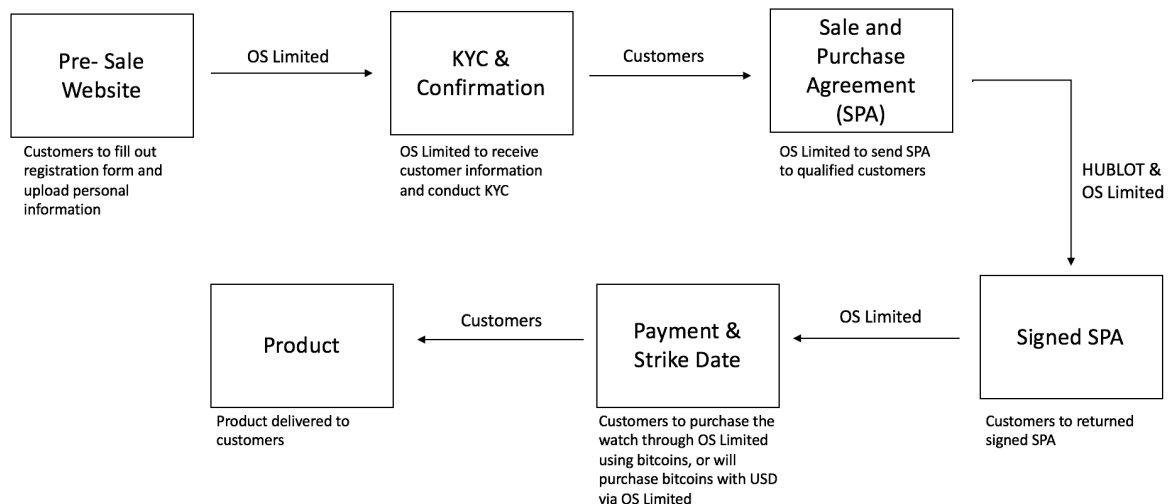 Pre- Sale
Website
OS Limited
KYC &
Confirmation
Customers
Sale and
Purchase
Agreement
(SPA)
Customers to fill out
registration form and
upload personal
information
OS Limited to receive
customer information
and conduct KYC
OS Limited to send SPA
to qualified customers
HUBLOT &
OS Limited
Signed SPA
Customers to returned
signed SPA
OS Limited
Payment &
Strike Date
Customers to purchase the
watch through OS Limited
using bitcoins, or will
purchase bitcoins with USD
via OS Limited
Customers
Product
Product delivered to
customers